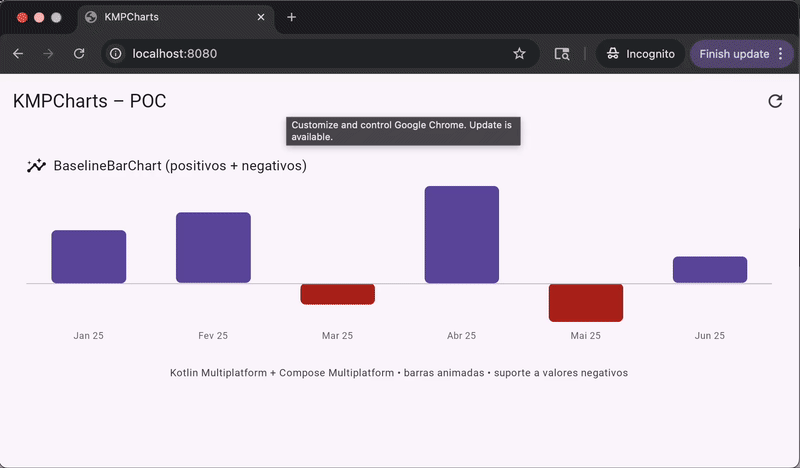 KMPCharts
localhost:8080
Incognito
Finish update
KMPCharts – POC
Customize and control Google Chrome. Update is
available.
BaselineBarChart (positivos + negativos)
Jan 25
Fev 25
Mar 25
Abr 25
Mai 25
Jun 25
Kotlin Multiplatform + Compose Multiplatform • barras animadas • suporte a valores negativos